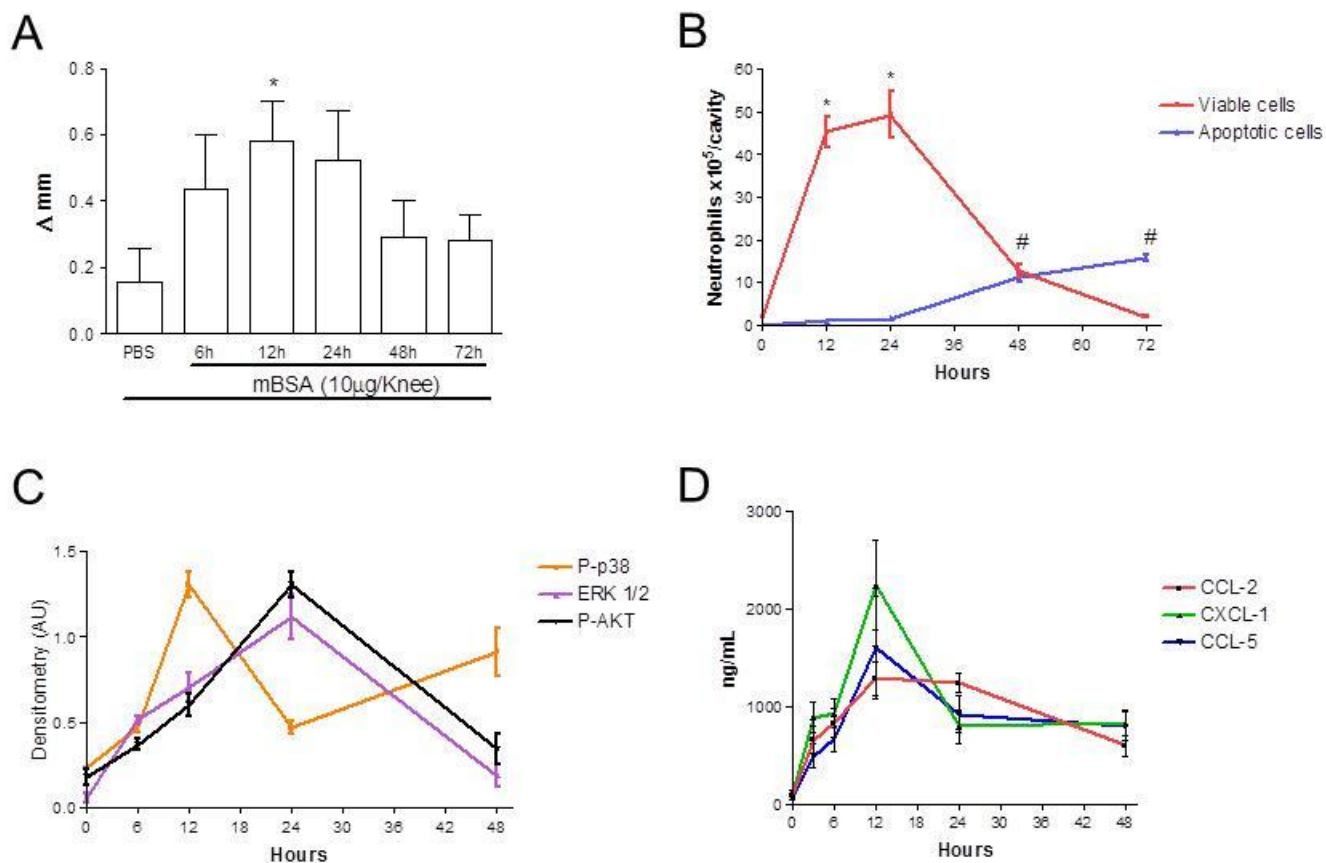 A
0.8
0.6
0.4
0.2
0.0
Δ mm
*
PBS 6h 12h 24h 48h 72h
mBSA (10μg/Knee)
B
60
50
40
30
20
10
0
Neutrophils x10⁵/cavity
* *
# #
0 12 24 36 48 60 72
Hours
Viable cells
Apoptotic cells
C
1.5
1.0
0.5
0.0
Densitometry (AU)
0 6 12 18 24 30 36 42 48
Hours
P-p38
ERK 1/2
P-AKT
D
3000
2000
1000
0
ng/mL
0 6 12 18 24 30 36 42 48
Hours
CCL-2
CXCL-1
CCL-5